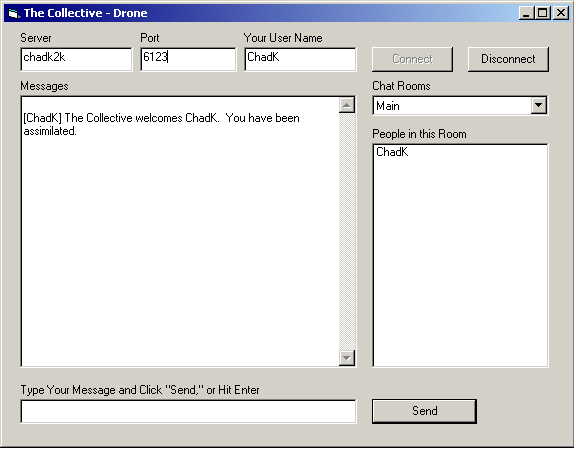 The Collective - Drone
Server Port Your User Name
chadk2k 6123 ChadK Connect Disconnect
Messages Chat Rooms
Main
[ChadK] The Collective welcomes ChadK. You have been
assimilated.
People in this Room
ChadK
Type Your Message and Click "Send," or Hit Enter
Send